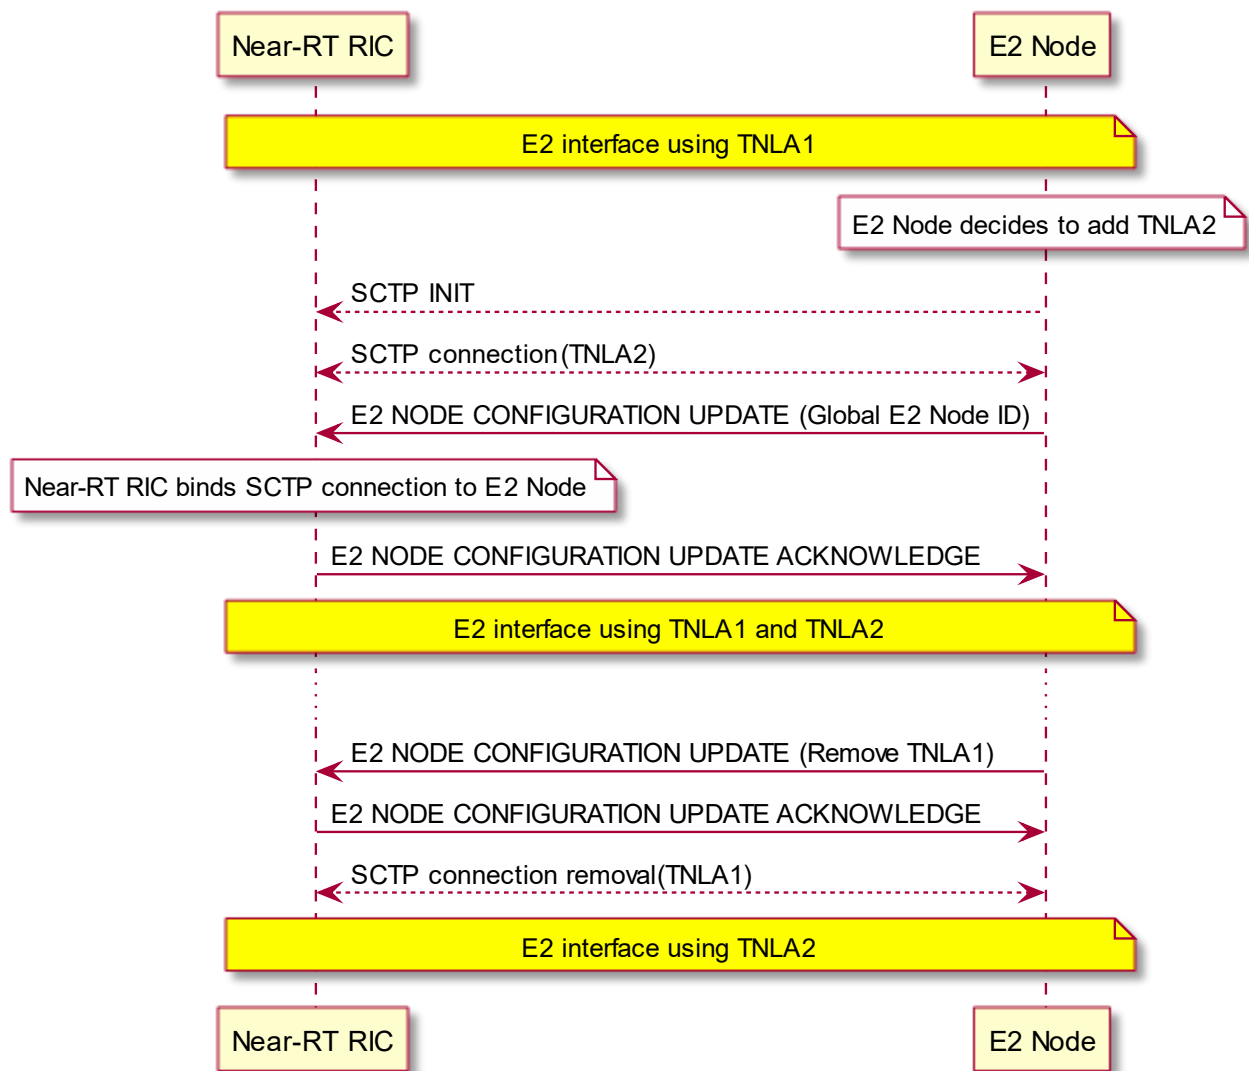 Near-RT RIC
E2 Node
E2 interface using TNLA1
E2 Node decides to add TNLA2
SCTP INIT
SCTP connection(TNLA2)
E2 NODE CONFIGURATION UPDATE (Global E2 Node ID)
Near-RT RIC binds SCTP connection to E2 Node
E2 NODE CONFIGURATION UPDATE ACKNOWLEDGE
E2 interface using TNLA1 and TNLA2
E2 NODE CONFIGURATION UPDATE (Remove TNLA1)
E2 NODE CONFIGURATION UPDATE ACKNOWLEDGE
SCTP connection removal(TNLA1)
E2 interface using TNLA2
Near-RT RIC
E2 Node